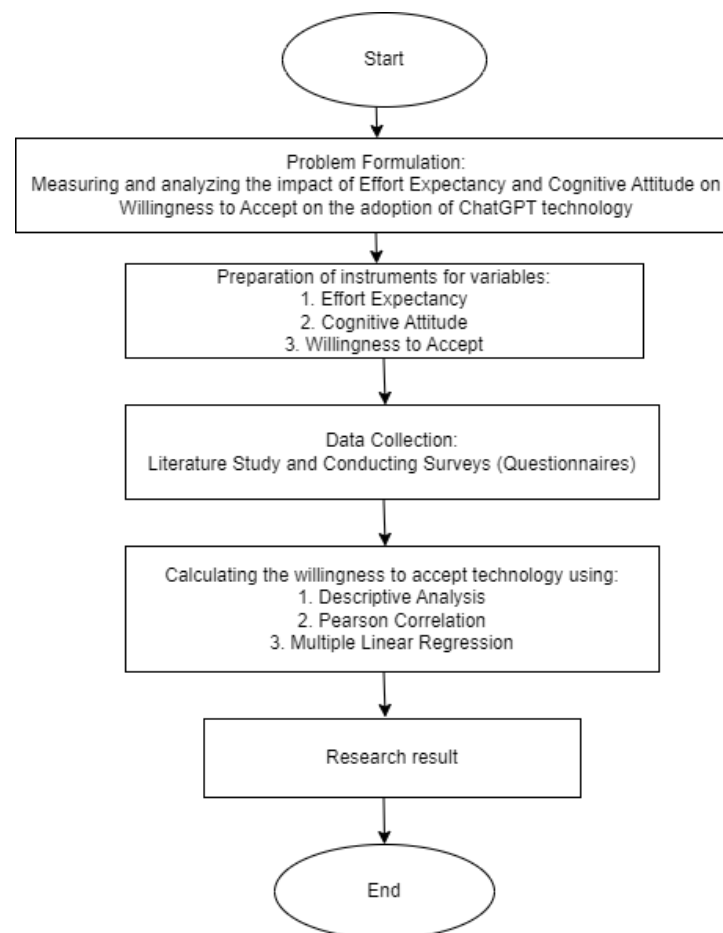 Start
Problem Formulation:
Measuring and analyzing the impact of Effort Expectancy and Cognitive Attitude on
Willingness to Accept on the adoption of ChatGPT technology
Preparation of instruments for variables:
1. Effort Expectancy
2. Cognitive Attitude
3. Willingness to Accept
Data Collection:
Literature Study and Conducting Surveys (Questionnaires)
Calculating the willingness to accept technology using:
1. Descriptive Analysis
2. Pearson Correlation
3. Multiple Linear Regression
Research result
End